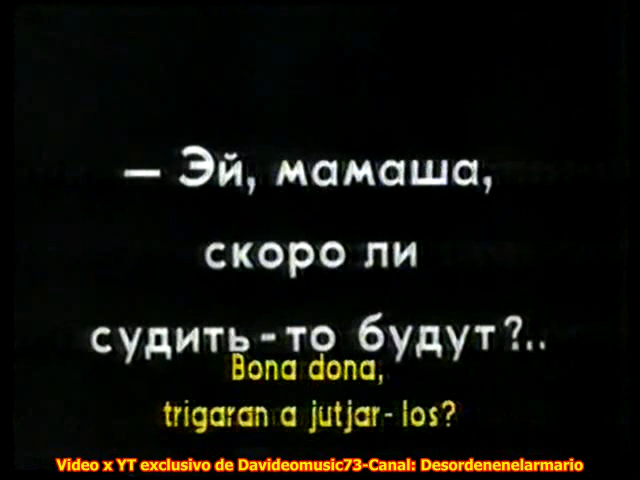 — Эй, мамаша,
скоро ли
судить-то будут?..
Bona dona,
trigaran a jutjar-los?
Video x YT exclusivo de Davideomusic73-Canal: Desordenenelarmario